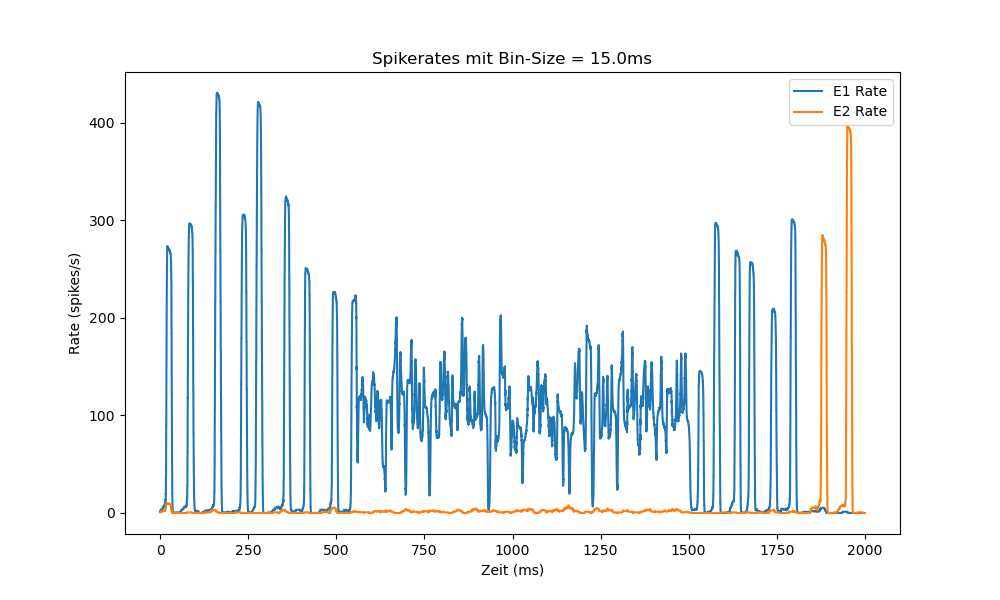 Spikerates mit Bin-Size = 15.0ms
E1 Rate
E2 Rate
400
300
200
100
0
Rate (spikes/s)
0 250 500 750 1000 1250 1500 1750 2000
Zeit (ms)